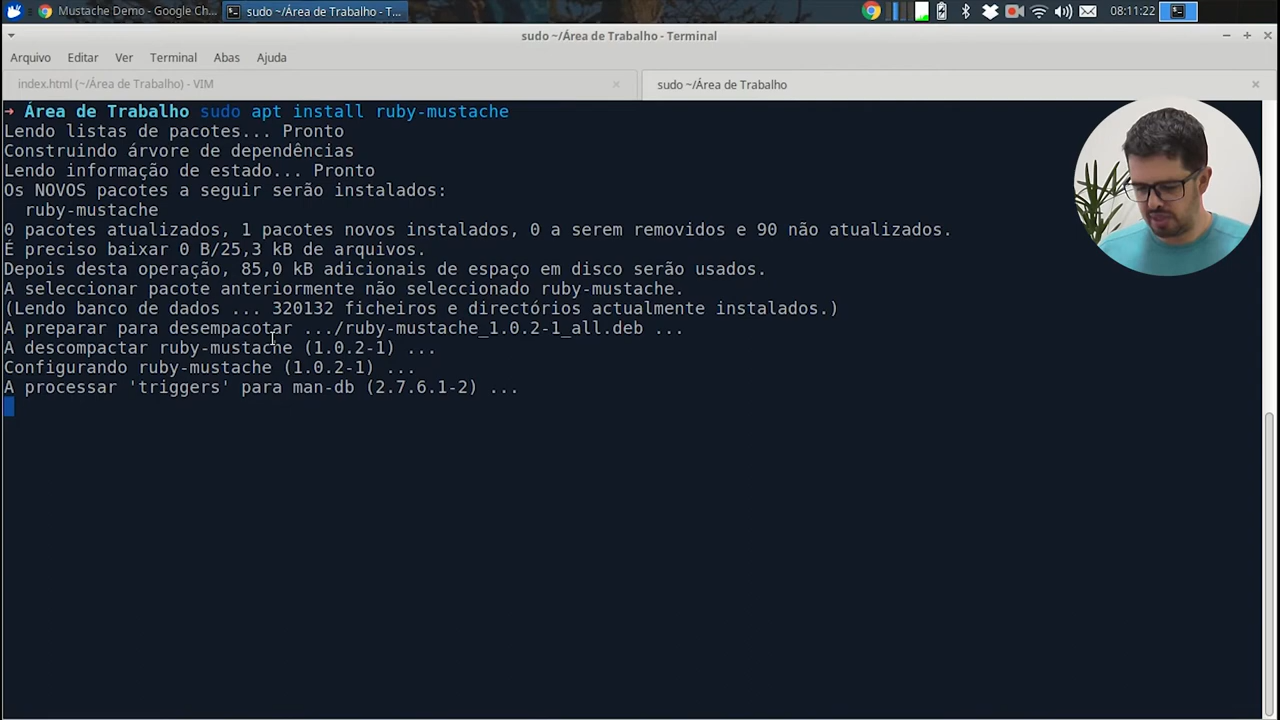 Mustache Demo - Google Ch...
sudo ~/Área de Trabalho - T...
08:11:22
sudo ~/Área de Trabalho - Terminal
Arquivo Editar Ver Terminal Abas Ajuda
index.html (~/Área de Trabalho) - VIM
sudo ~/Área de Trabalho
➜ Área de Trabalho sudo apt install ruby-mustache
Lendo listas de pacotes... Pronto
Construindo árvore de dependências
Lendo informação de estado... Pronto
Os NOVOS pacotes a seguir serão instalados:
ruby-mustache
0 pacotes atualizados, 1 pacotes novos instalados, 0 a serem removidos e 90 não atualizados.
É preciso baixar 0 B/25,3 kB de arquivos.
Depois desta operação, 85,0 kB adicionais de espaço em disco serão usados.
A seleccionar pacote anteriormente não seleccionado ruby-mustache.
(Lendo banco de dados ... 320132 ficheiros e directórios actualmente instalados.)
A preparar para desempacotar .../ruby-mustache_1.0.2-1_all.deb ...
A descompactar ruby-mustache (1.0.2-1) ...
Configurando ruby-mustache (1.0.2-1) ...
A processar 'triggers' para man-db (2.7.6.1-2) ...